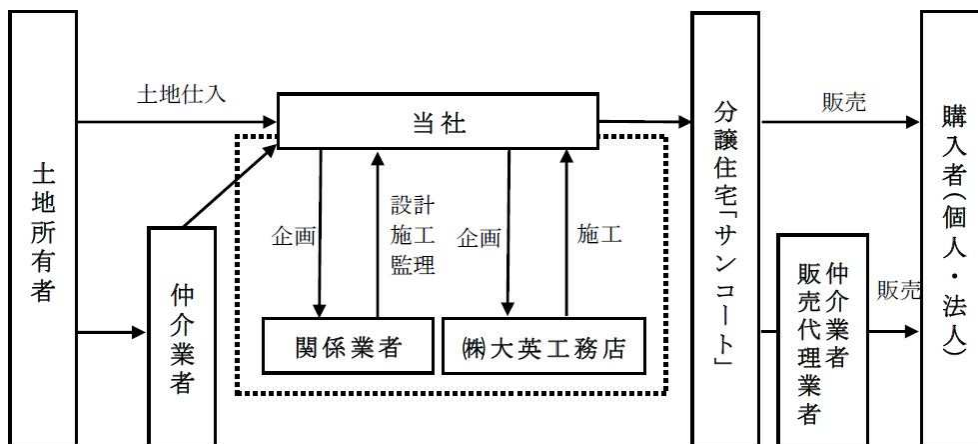 土地所有者
土地仕入
仲介業者
当社
企画
設計
施工
監理
企画
施工
関係業者
㈱大英工務店
分譲住宅「サンコート」
販売
仲介業者
販売代理業者
販売
購入者(個人・法人)